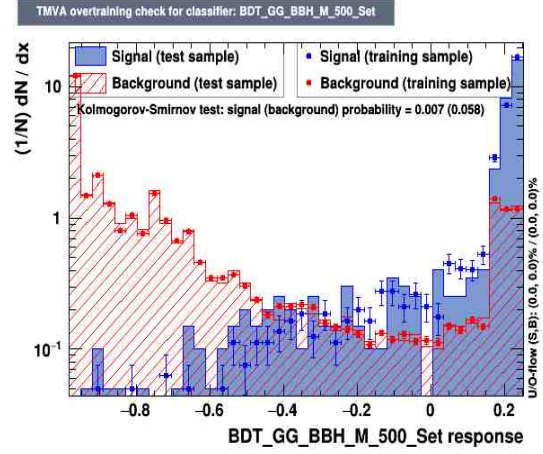 TMVA overtraining check for classifier: BDT_GG_BBH_M_500_Set
Signal (test sample)
Signal (training sample)
Background (test sample)
Background (training sample)
Kolmogorov-Smirnov test: signal (background) probability = 0.007 (0.058)
(1/N) dN / dx
10
1
10⁻¹
−0.8 −0.6 −0.4 −0.2 0 0.2
BDT_GG_BBH_M_500_Set response
U/O-flow (S,B): (0.0, 0.0)% / (0.0, 0.0)%